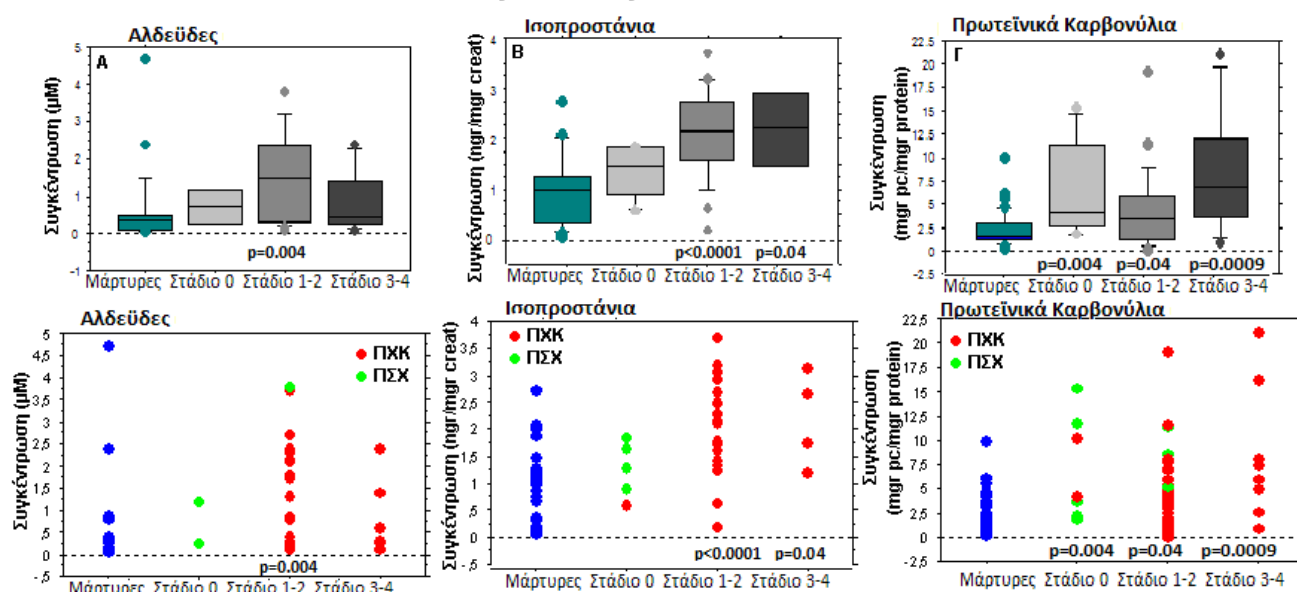 Αλδεϋδες
Συγκέντρωση (μΜ)
A
5
4
3
2
1
0
-1
p=0.004
Μάρτυρες Στάδιο 0 Στάδιο 1-2 Στάδιο 3-4
Ισοπροστάνια
Συγκέντρωση (ngr/mgr creat)
B
4
3
2
1
0
p<0.0001 p=0.04
Μάρτυρες Στάδιο 0 Στάδιο 1-2 Στάδιο 3-4
Πρωτεϊνικά Καρβονύλια
Συγκέντρωση
(mgr pc/mgr protein)
Γ
22.5
20
17.5
15
12.5
10
7.5
5
2.5
0
-2.5
p=0.004 p=0.04 p=0.0009
Μάρτυρες Στάδιο 0 Στάδιο 1-2 Στάδιο 3-4
Αλδεϋδες
Συγκέντρωση (μΜ)
5
4,5
4
3,5
3
2,5
2
1,5
1
,5
0
-,5
ΠΧΚ
ΠΣΧ
p=0.004
Μάρτυρες Στάδιο 0 Στάδιο 1-2 Στάδιο 3-4
Ισοπροστάνια
Συγκέντρωση (ngr/mgr creat)
4
3,5
3
2,5
2
1,5
1
,5
0
-,5
ΠΧΚ
ΠΣΧ
p<0.0001 p=0.04
Μάρτυρες Στάδιο 0 Στάδιο 1-2 Στάδιο 3-4
Πρωτεϊνικά Καρβονύλια
Συγκέντρωση
(mgr pc/mgr protein)
22,5
20
17,5
15
12,5
10
7,5
5
2,5
0
-2,5
ΠΧΚ
ΠΣΧ
p=0.004 p=0.04 p=0.0009
Μάρτυρες Στάδιο 0 Στάδιο 1-2 Στάδιο 3-4